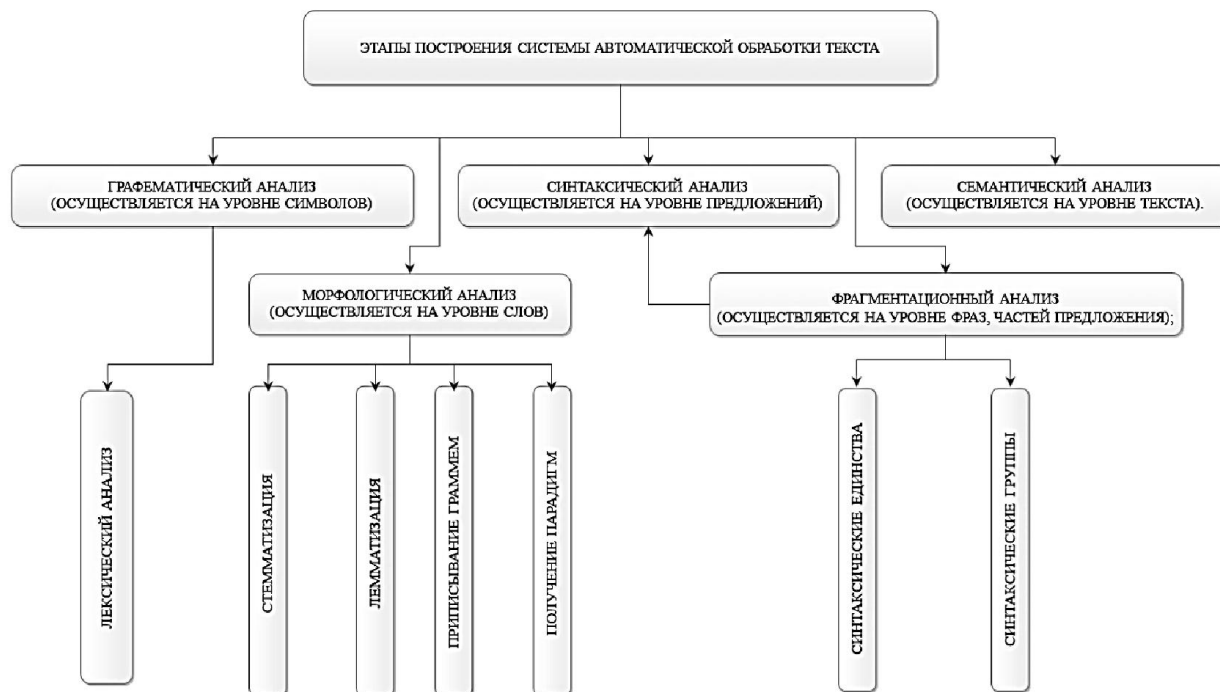 ЭТАПЫ ПОСТРОЕНИЯ СИСТЕМЫ АВТОМАТИЧЕСКОЙ ОБРАБОТКИ ТЕКСТА
ГРАФЕМАТИЧЕСКИЙ АНАЛИЗ
(ОСУЩЕСТВЛЯЕТСЯ НА УРОВНЕ СИМВОЛОВ)
СИНТАКСИЧЕСКИЙ АНАЛИЗ
(ОСУЩЕСТВЛЯЕТСЯ НА УРОВНЕ ПРЕДЛОЖЕНИЙ)
СЕМАНТИЧЕСКИЙ АНАЛИЗ
(ОСУЩЕСТВЛЯЕТСЯ НА УРОВНЕ ТЕКСТА).
МОРФОЛОГИЧЕСКИЙ АНАЛИЗ
(ОСУЩЕСТВЛЯЕТСЯ НА УРОВНЕ СЛОВ)
ФРАГМЕНТАЦИОННЫЙ АНАЛИЗ
(ОСУЩЕСТВЛЯЕТСЯ НА УРОВНЕ ФРАЗ, ЧАСТЕЙ ПРЕДЛОЖЕНИЯ);
ЛЕКСИЧЕСКИЙ АНАЛИЗ
СТЕММАТИЗАЦИЯ
ЛЕММАТИЗАЦИЯ
ПРИПИСЫВАНИЕ ГРАММЕМ
ПОЛУЧЕНИЕ ПАРАДИГМ
СИНТАКСИЧЕСКИЕ ЕДИНСТВА
СИНТАКСИЧЕСКИЕ ГРУППЫ